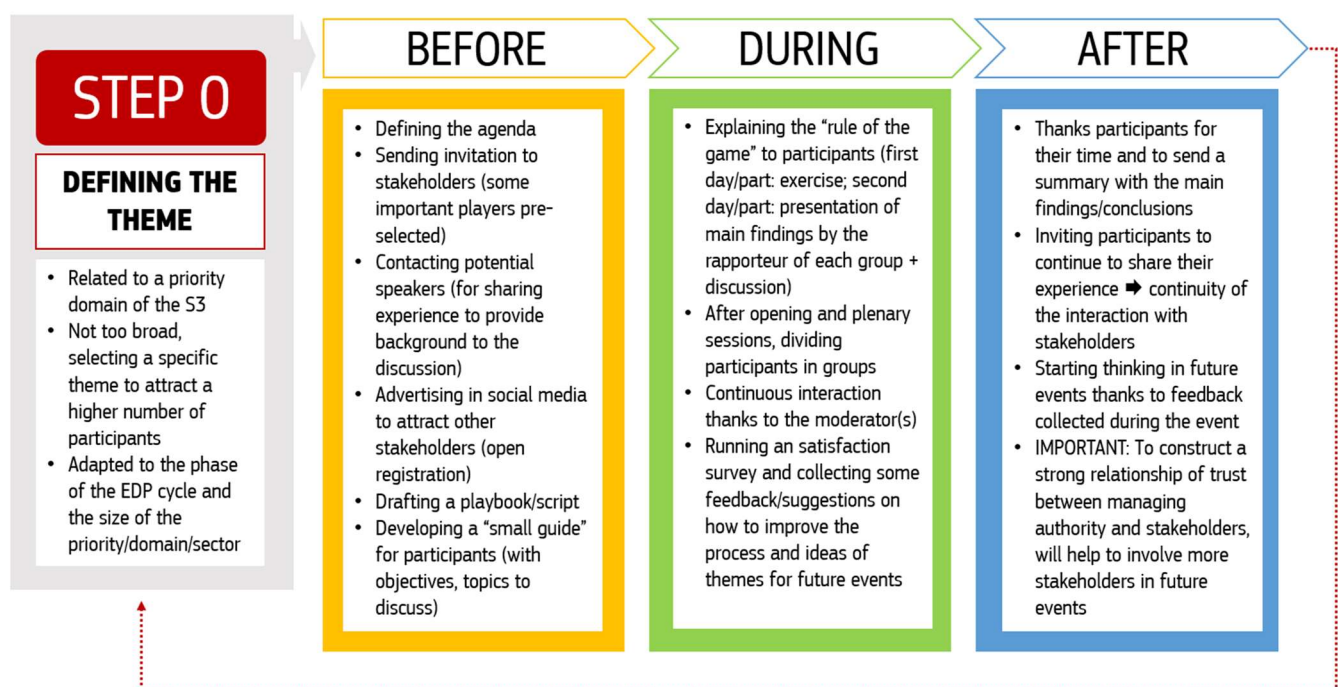 STEP 0
DEFINING THE
THEME
• Related to a priority
domain of the S3
• Not too broad,
selecting a specific
theme to attract a
higher number of
participants
• Adapted to the phase
of the EDP cycle and
the size of the
priority/domain/sector
BEFORE
• Defining the agenda
• Sending invitation to
stakeholders (some
important players pre-
selected)
• Contacting potential
speakers (for sharing
experience to provide
background to the
discussion)
• Advertising in social media
to attract other
stakeholders (open
registration)
• Drafting a playbook/script
• Developing a “small guide”
for participants (with
objectives, topics to
discuss)
DURING
• Explaining the “rule of the
game” to participants (first
day/part: exercise; second
day/part: presentation of
main findings by the
rapporteur of each group +
discussion)
• After opening and plenary
sessions, dividing
participants in groups
• Continuous interaction
thanks to the moderator(s)
• Running an satisfaction
survey and collecting some
feedback/suggestions on
how to improve the
process and ideas of
themes for future events
AFTER
• Thanks participants for
their time and to send a
summary with the main
findings/conclusions
• Inviting participants to
continue to share their
experience 🡆 continuity of
the interaction with
stakeholders
• Starting thinking in future
events thanks to feedback
collected during the event
• IMPORTANT: To construct a
strong relationship of trust
between managing
authority and stakeholders,
will help to involve more
stakeholders in future
events